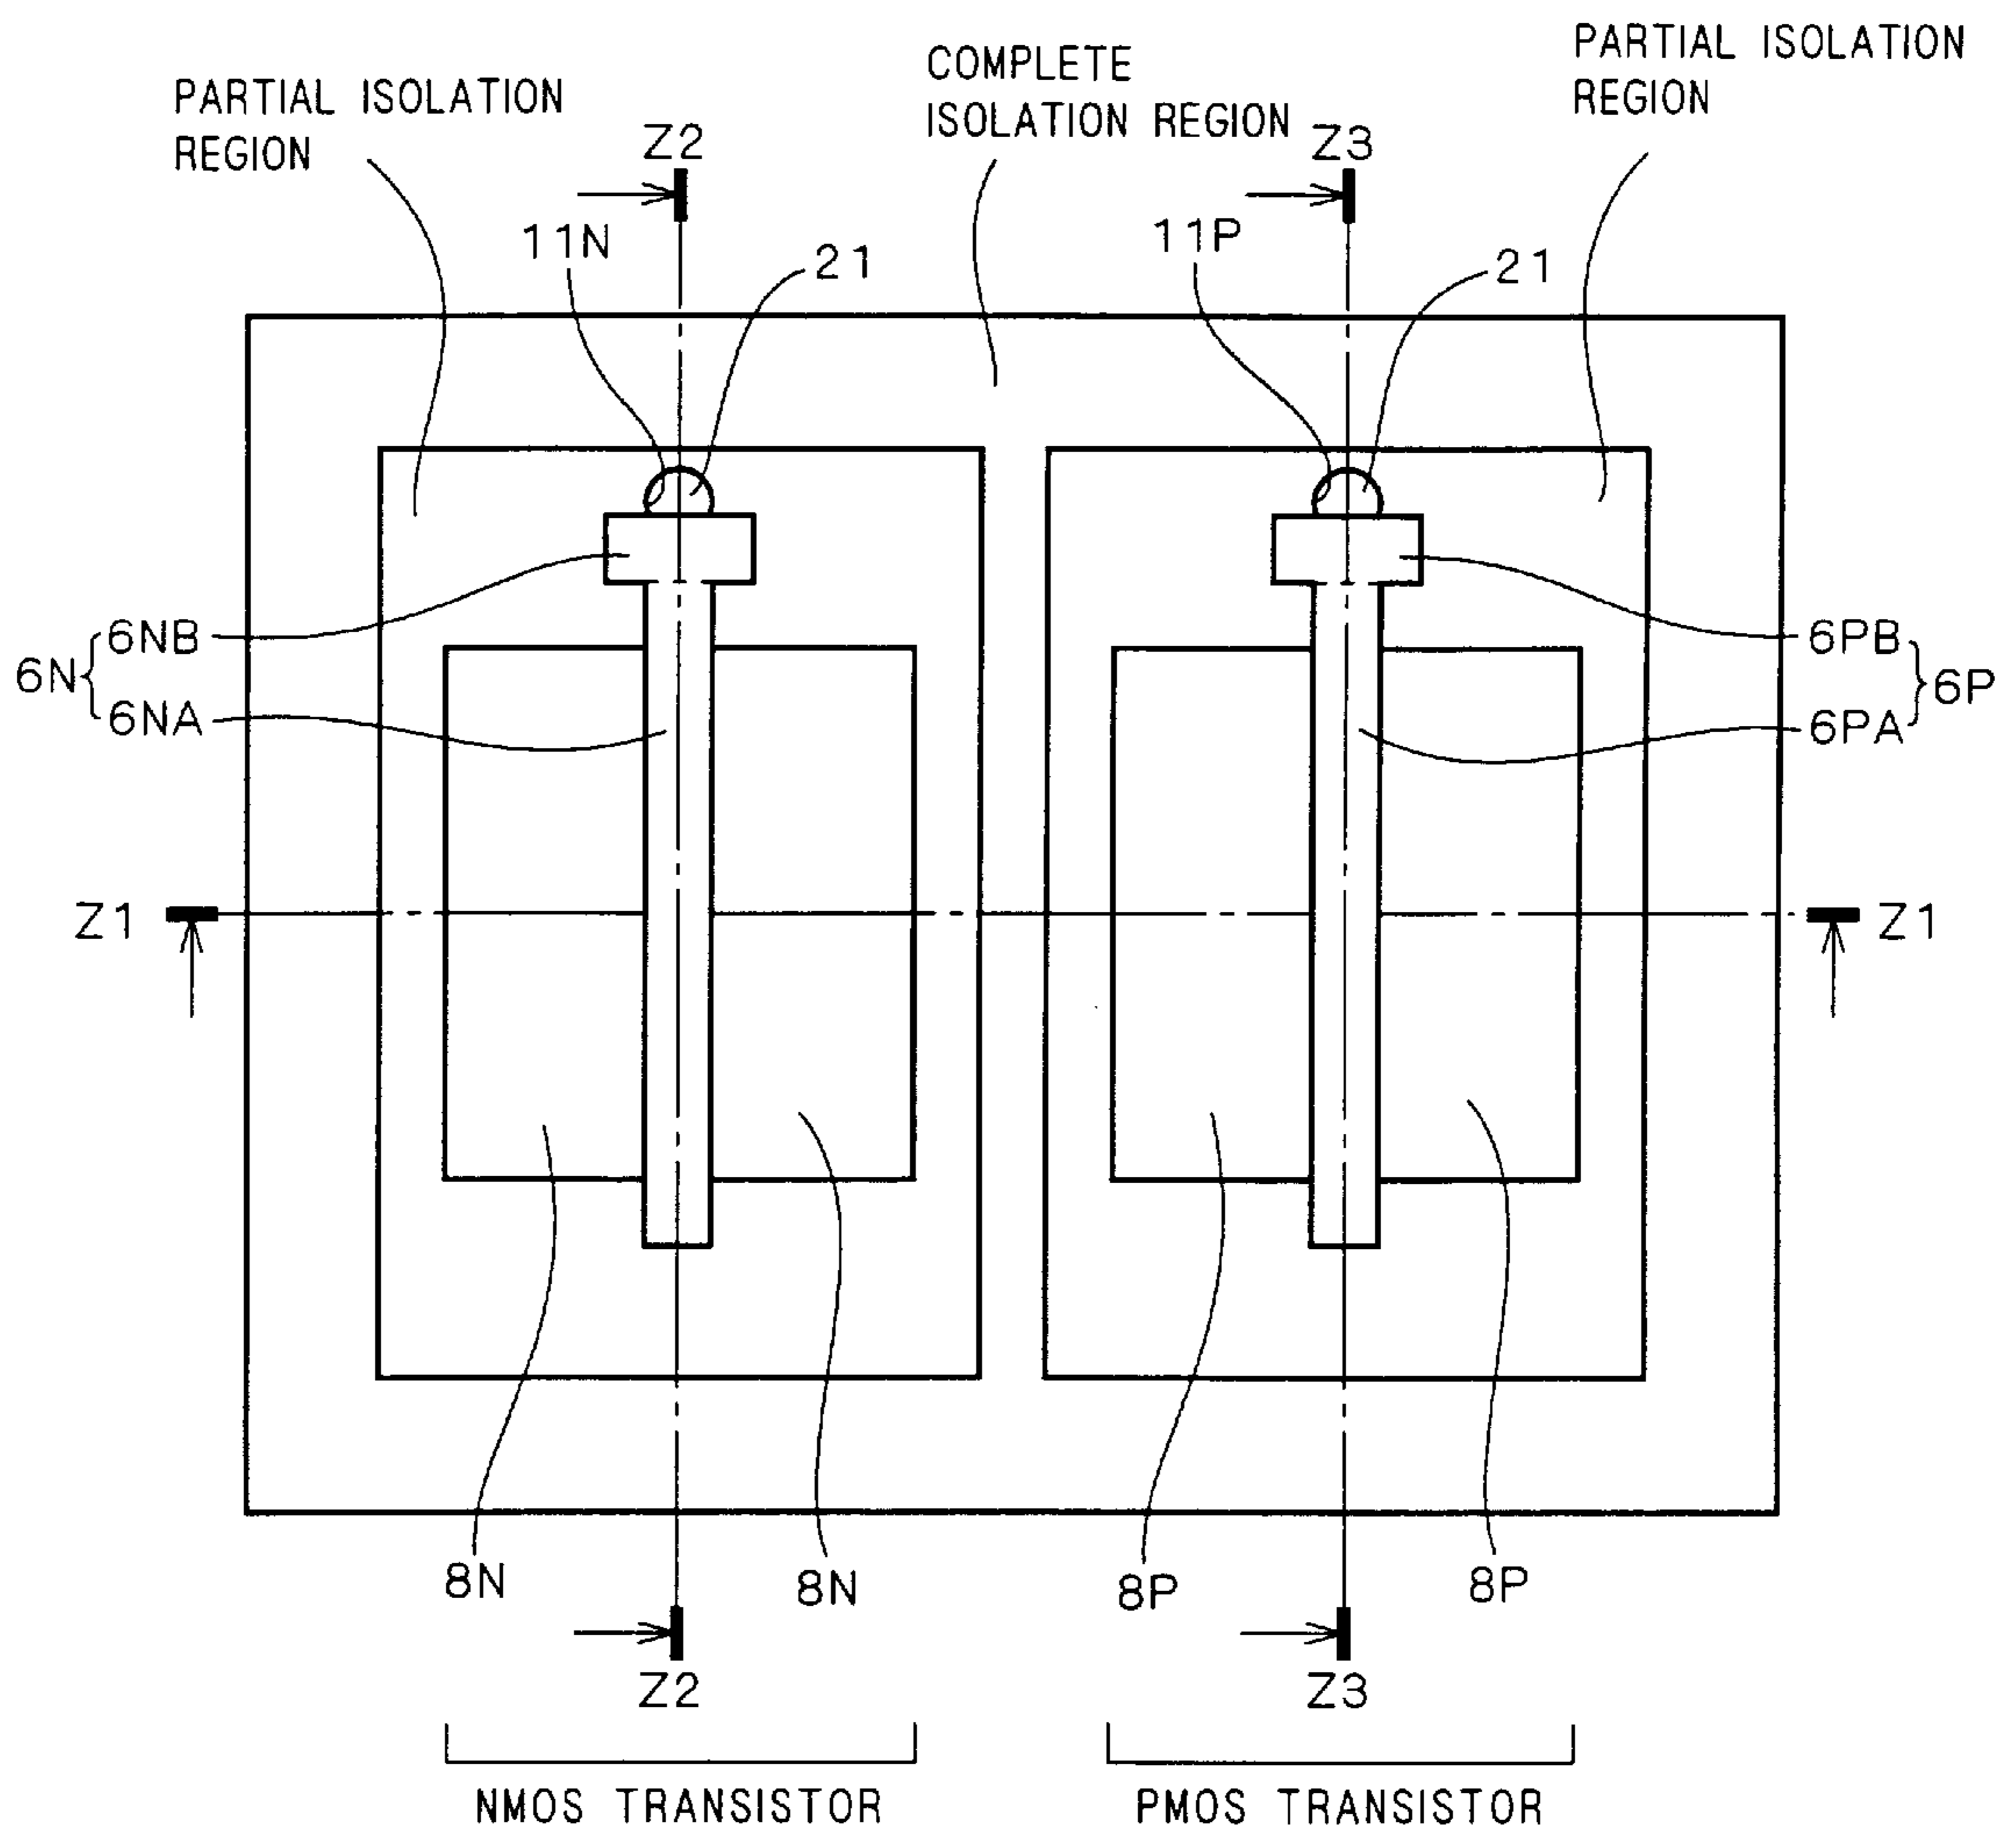 PARTIAL ISOLATION
REGION
COMPLETE
ISOLATION REGION
PARTIAL ISOLATION
REGION
Z2
Z3
11N
21
11P
21
6NB
6N
6NA
6PB
6P
6PA
Z1
Z1
8N
8N
8P
8P
Z2
Z3
NMOS TRANSISTOR
PMOS TRANSISTOR